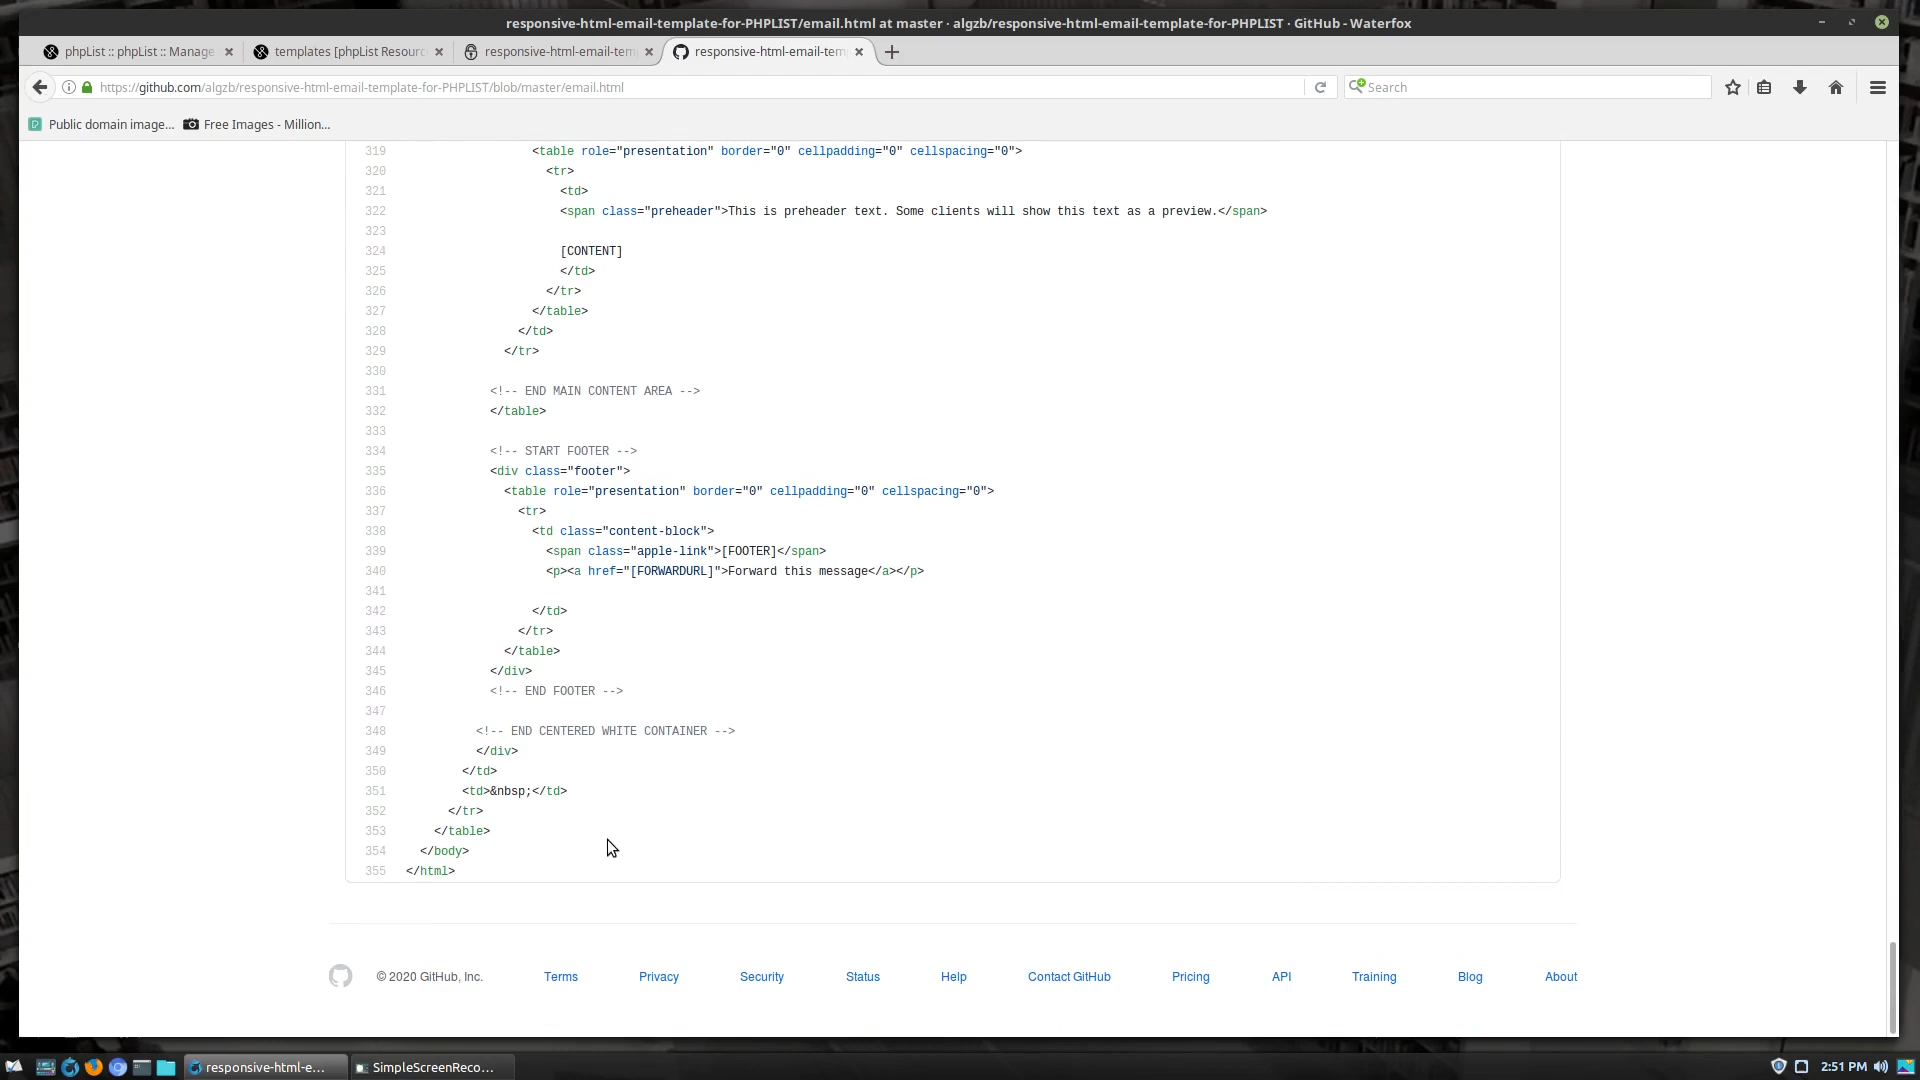 responsive-html-email-template-for-PHPLIST/email.html at master · algzb/responsive-html-email-template-for-PHPLIST · GitHub - Waterfox
phpList :: phpList :: Manage
templates [phpList Resourc
responsive-html-email-tem
responsive-html-email-tem
https://github.com/algzb/responsive-html-email-template-for-PHPLIST/blob/master/email.html
Search
Public domain image... Free Images - Million...
319 <table role="presentation" border="0" cellpadding="0" cellspacing="0">
320 <tr>
321 <td>
322 <span class="preheader">This is preheader text. Some clients will show this text as a preview.</span>
323
324 [CONTENT]
325 </td>
326 </tr>
327 </table>
328 </td>
329 </tr>
330
331 <!-- END MAIN CONTENT AREA -->
332 </table>
333
334 <!-- START FOOTER -->
335 <div class="footer">
336 <table role="presentation" border="0" cellpadding="0" cellspacing="0">
337 <tr>
338 <td class="content-block">
339 <span class="apple-link">[FOOTER]</span>
340 <p><a href="[FORWARDURL]">Forward this message</a></p>
341
342 </td>
343 </tr>
344 </table>
345 </div>
346 <!-- END FOOTER -->
347
348 <!-- END CENTERED WHITE CONTAINER -->
349 </div>
350 </td>
351 <td>&nbsp;</td>
352 </tr>
353 </table>
354 </body>
355 </html>
© 2020 GitHub, Inc. Terms Privacy Security Status Help Contact GitHub Pricing API Training Blog About
responsive-html-e... SimpleScreenReco... 2:51 PM